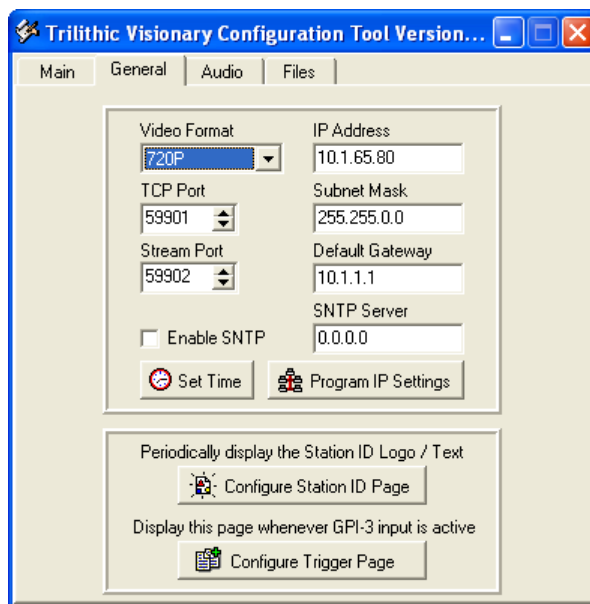 Trilithic Visionary Configuration Tool Version...
Main General Audio Files
Video Format IP Address
720P 10.1.65.80
TCP Port Subnet Mask
59901 255.255.0.0
Stream Port Default Gateway
59902 10.1.1.1
SNTP Server
Enable SNTP 0.0.0.0
Set Time Program IP Settings
Periodically display the Station ID Logo / Text
Configure Station ID Page
Display this page whenever GPI-3 input is active
Configure Trigger Page